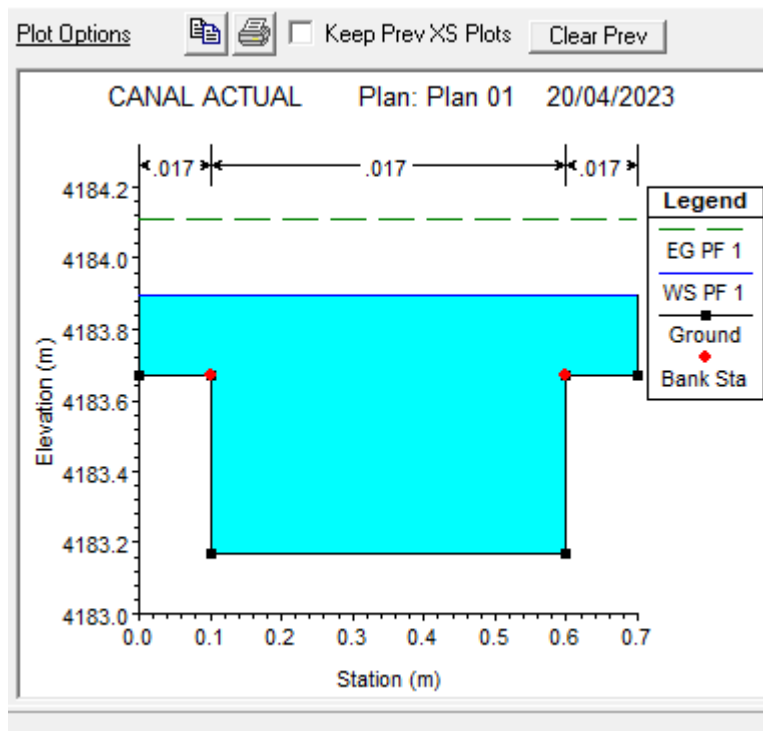 Plot Options Keep Prev XS Plots Clear Prev
CANAL ACTUAL Plan: Plan 01 20/04/2023
.017 .017 .017
4184.2
4184.0
4183.8
4183.6
4183.4
4183.2
4183.0
Elevation (m)
0.0 0.1 0.2 0.3 0.4 0.5 0.6 0.7
Station (m)
Legend
EG PF 1
WS PF 1
Ground
Bank Sta